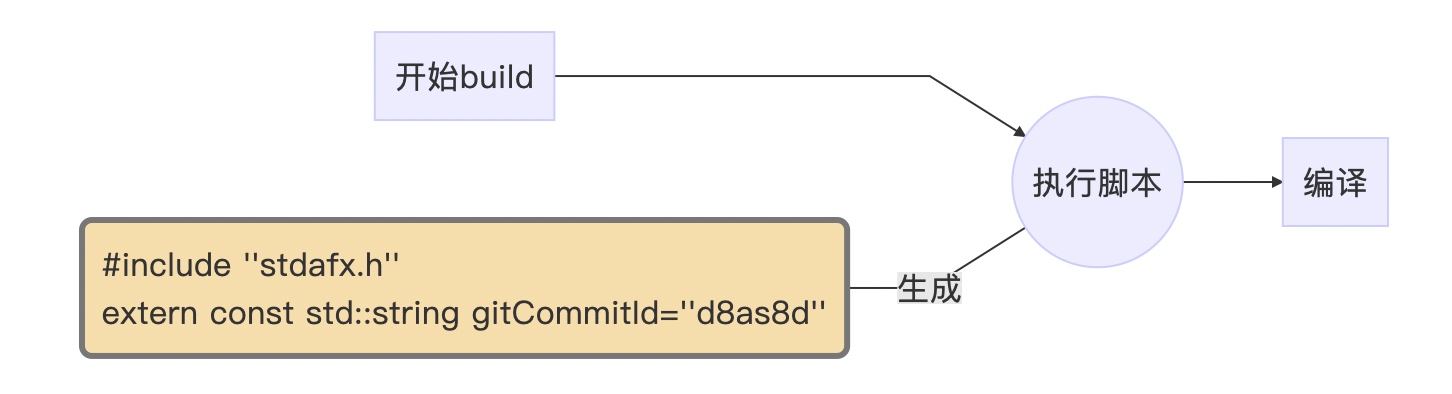 开始build
执行脚本
编译
#include ''stdafx.h''
extern const std::string gitCommitId=''d8as8d''
生成